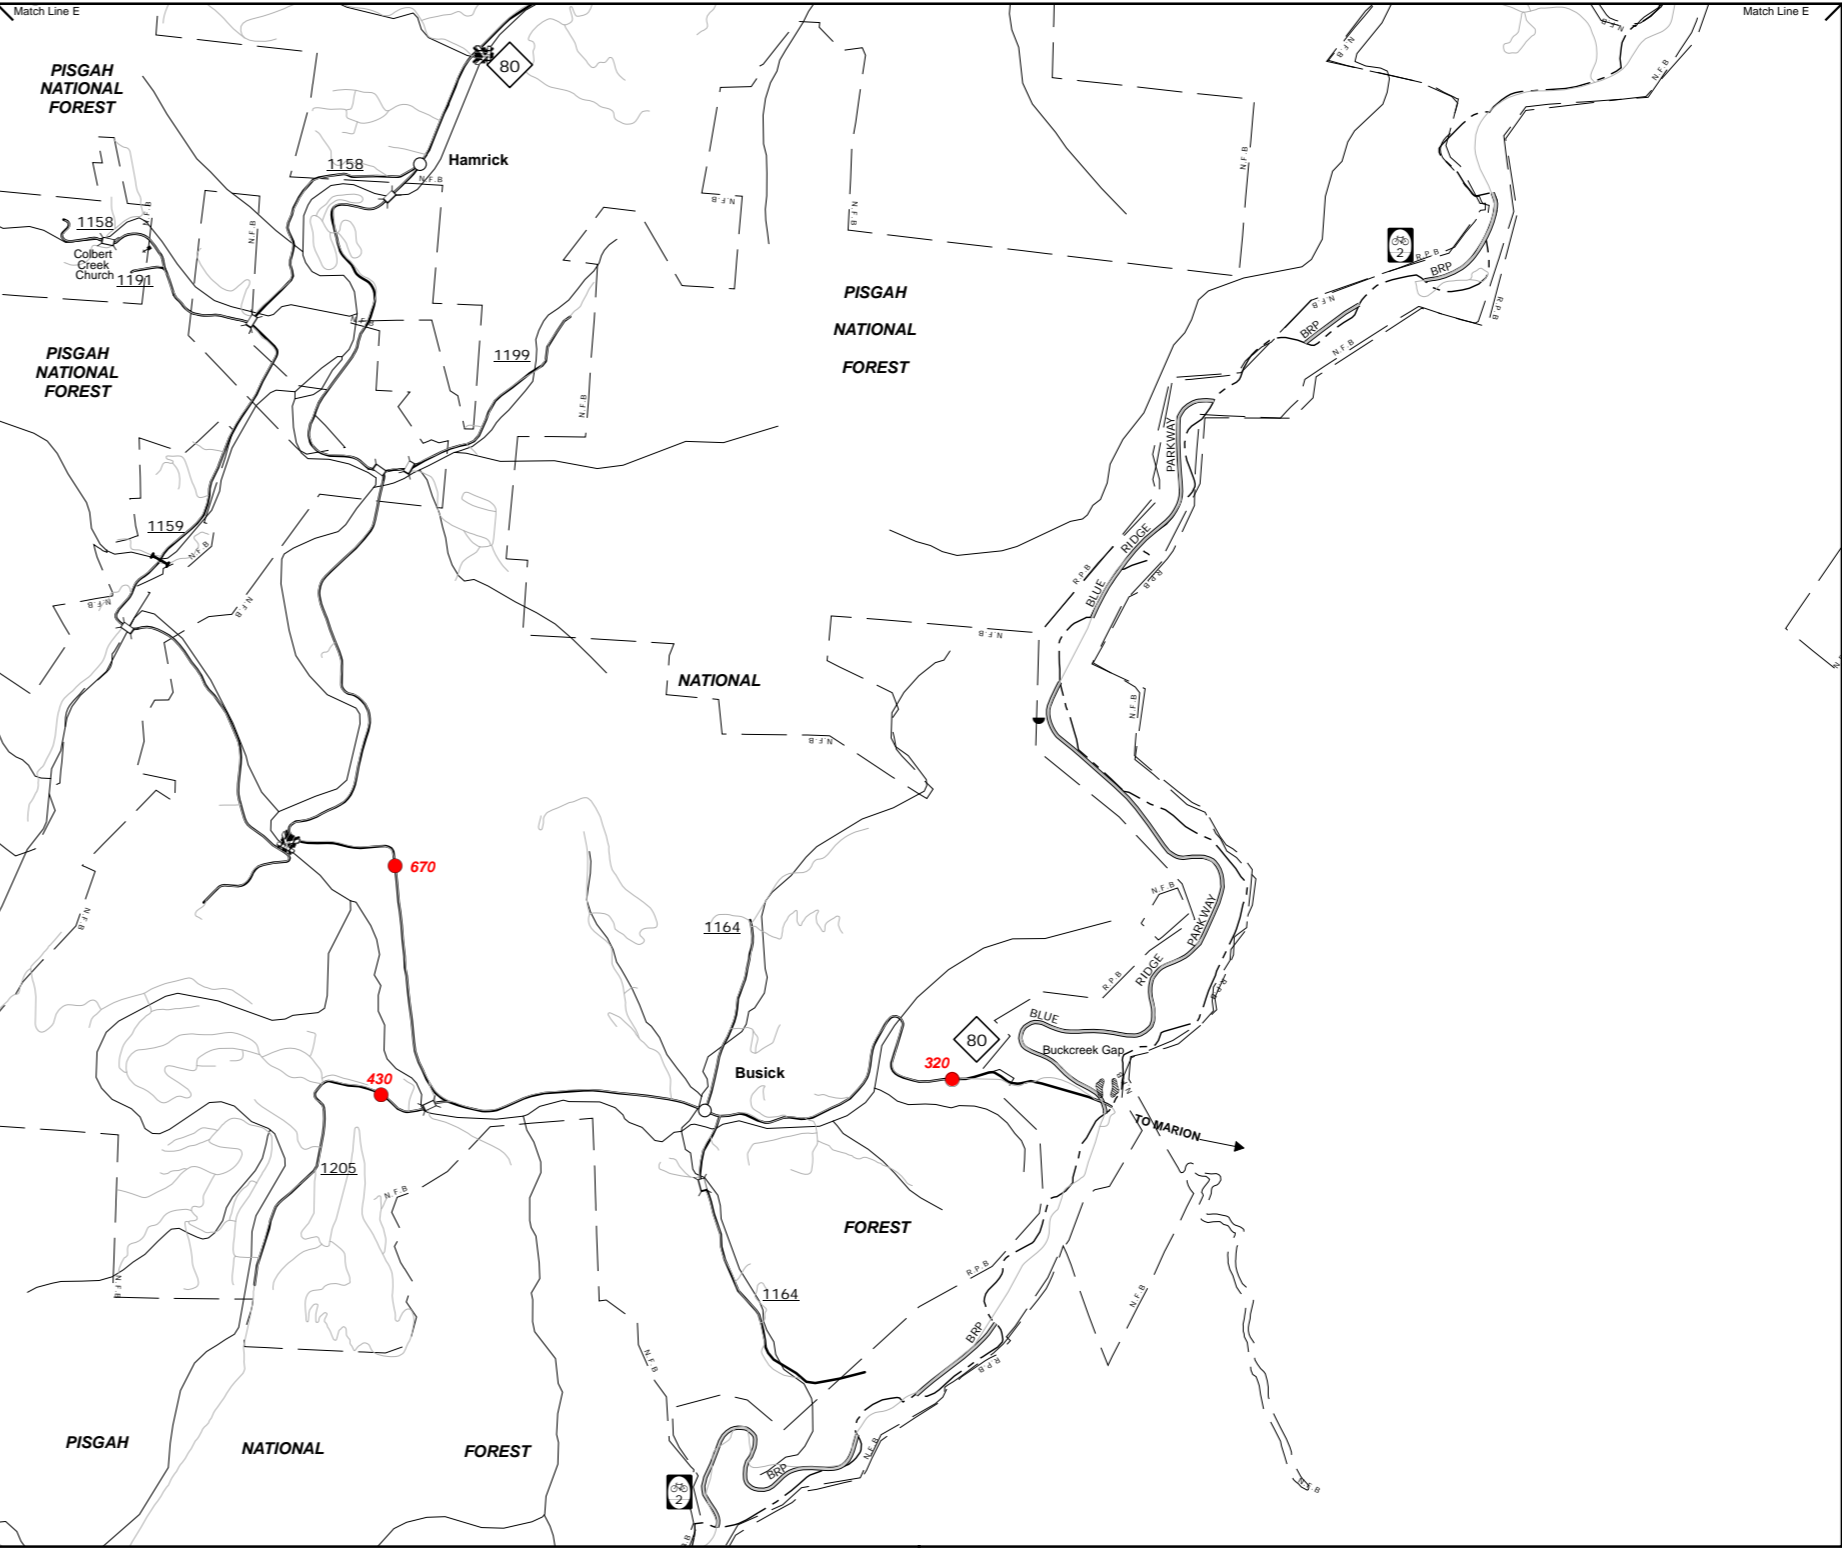 Match Line E
Match Line E
PISGAH
NATIONAL
FOREST
80
N.F.B
N.F.B
N.F.B
1158
Hamrick
N.F.B
N.F.B
N.F.B
N.F.B
1158
N.F.B
N.F.B
Colbert
Creek
Church
1191
2
R.P.B
BRP
PISGAH
NATIONAL
FOREST
N.F.B
R.P.B
BRP
N.F.B
N.F.B
PISGAH
NATIONAL
FOREST
1199
N.F.B
PARKWAY
RIDGE
BLUE
R.P.B
R.P.B
1159
N.F.B
N.F.B
N.F.B
N.F.B
NATIONAL
N.F.B
N.F.B
670
N.F.B
N.F.B
1164
PARKWAY
RIDGE
BLUE
R.P.B
R.P.B
80
Buckcreek Gap
320
Busick
430
TO MARION
1205
N.F.B
FOREST
R.P.B
N.F.B
N.F.B
1164
BRP
R.P.B
N.F.B
PISGAH
NATIONAL
FOREST
N.F.B
BRP
2
N.F.B